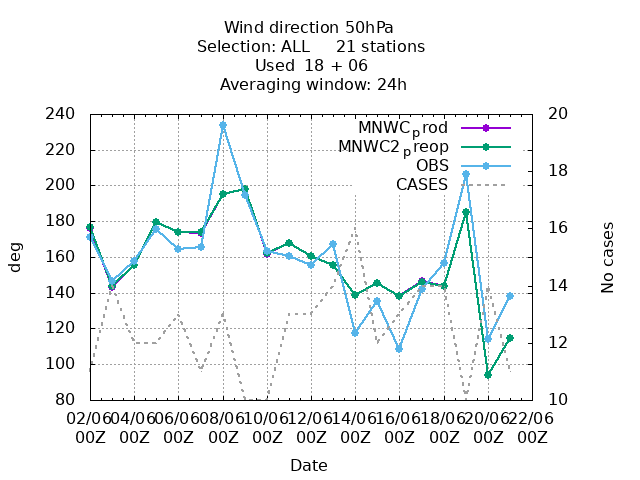 Wind direction 50hPa
Selection: ALL 21 stations
Used 18 + 06
Averaging window: 24h
240
220
200
180
160
140
120
100
80
deg
20
18
16
14
12
10
No cases
MNWCprod
MNWC2preop
OBS
CASES
02/06 04/06 06/06 08/06 10/06 12/06 14/06 16/06 18/06 20/06 22/06
00Z 00Z 00Z 00Z 00Z 00Z 00Z 00Z 00Z 00Z 00Z
Date